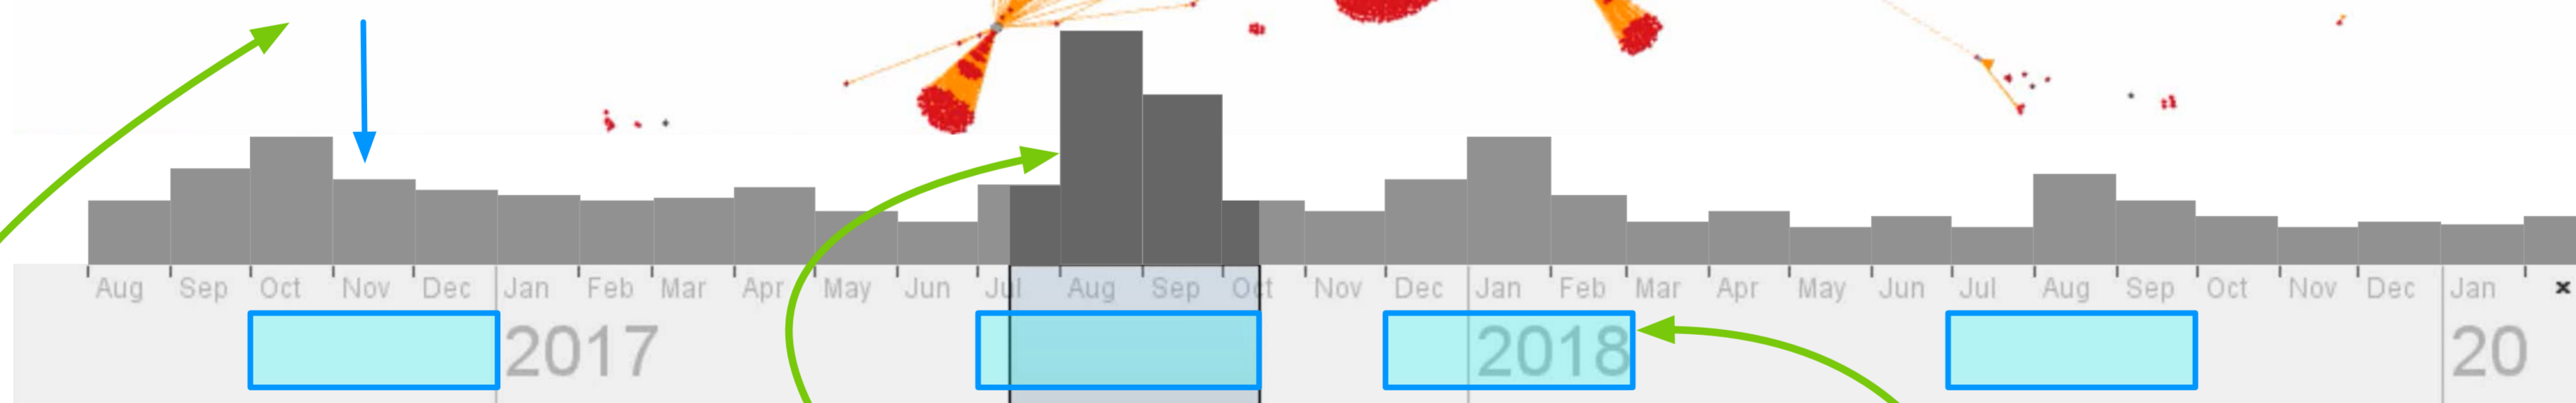 Aug Sep Oct Nov Dec Jan Feb Mar Apr May Jun Jul Aug Sep Oct Nov Dec Jan Feb Mar Apr May Jun Jul Aug Sep Oct Nov Dec Jan ×
2017 2018 20